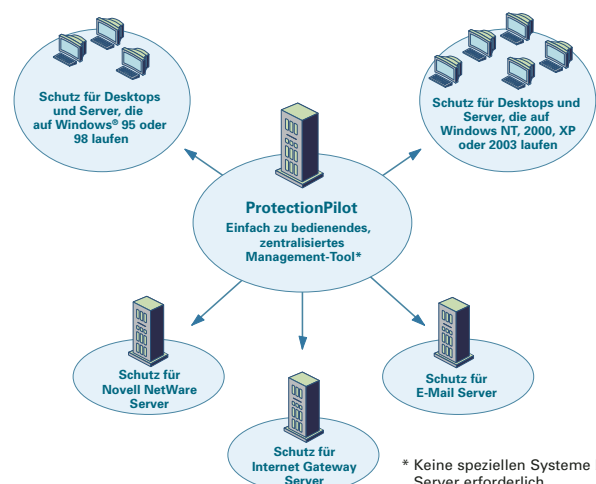 Schutz für Desktops
und Server, die
auf Windows® 95 oder
98 laufen
Schutz für Desktops und
Server, die auf
Windows NT, 2000, XP
oder 2003 laufen
ProtectionPilot
Einfach zu bedienendes,
zentralisiertes
Management-Tool*
Schutz für
Novell NetWare
Server
Schutz für
E-Mail Server
Schutz für
Internet Gateway
Server
* Keine speziellen Systeme
Server erforderlich